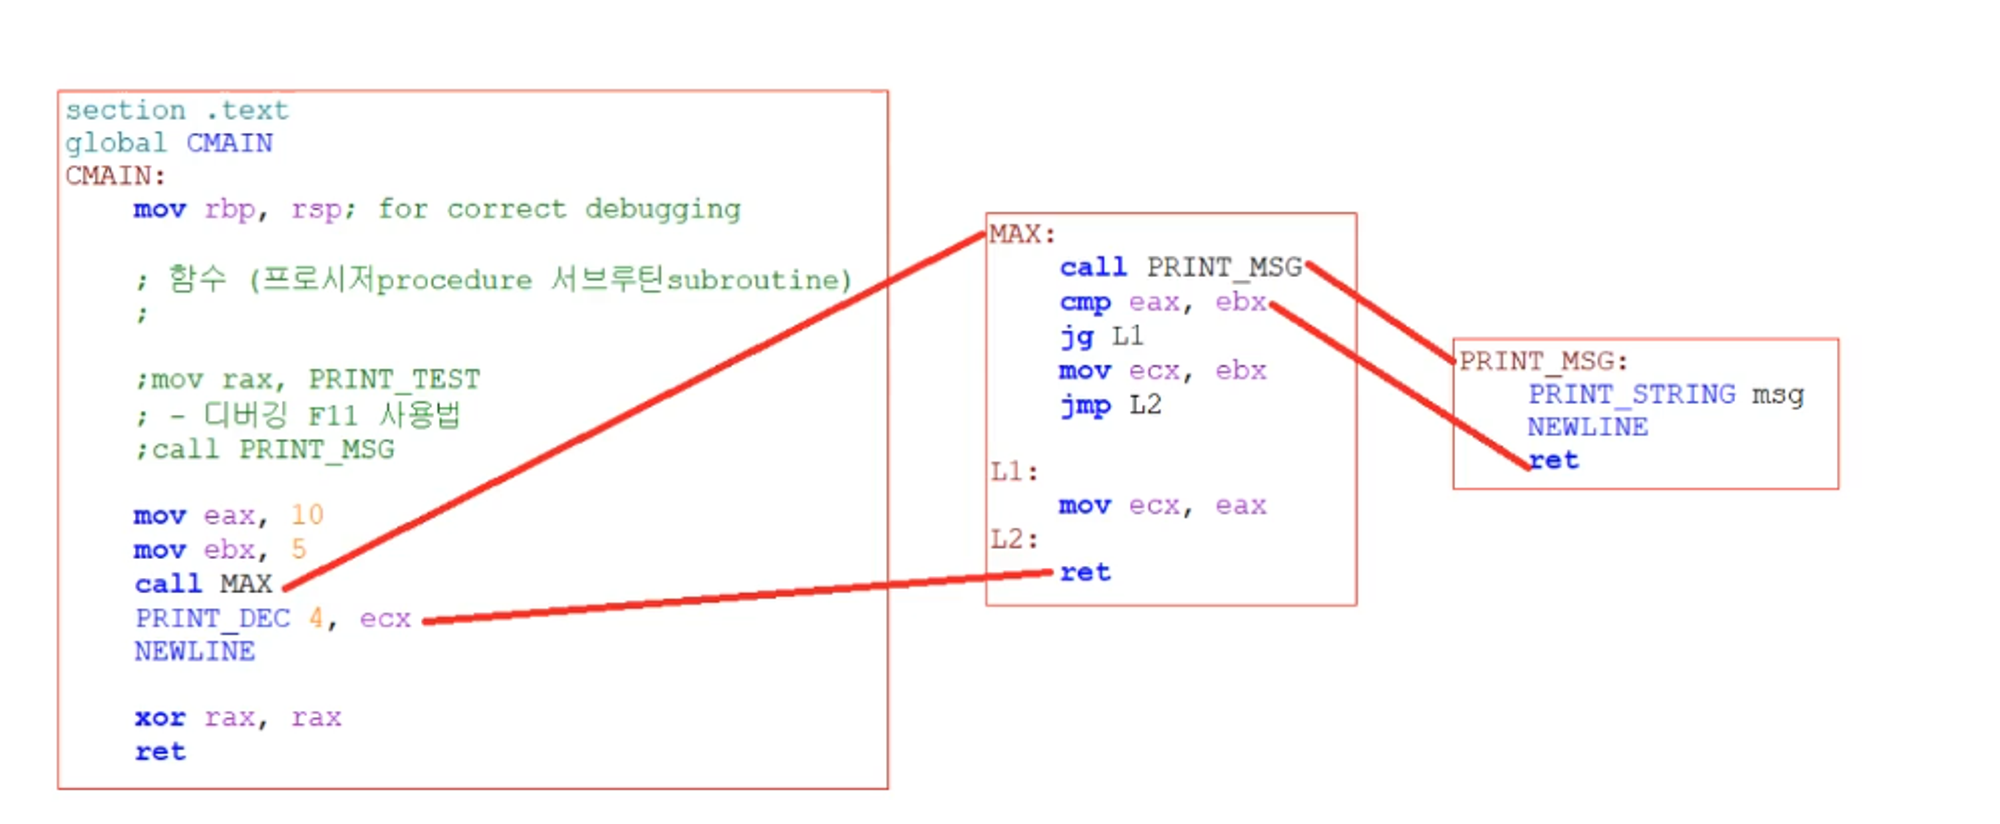 section .text
global CMAIN
CMAIN:
mov rbp, rsp; for correct debugging
; 함수 (프로시저procedure 서브루틴subroutine)
;
;mov rax, PRINT_TEST
; - 디버깅 F11 사용법
;call PRINT_MSG
mov eax, 10
mov ebx, 5
call MAX
PRINT_DEC 4, ecx
NEWLINE
xor rax, rax
ret
MAX:
call PRINT_MSG
cmp eax, ebx
jg L1
mov ecx, ebx
jmp L2
L1:
mov ecx, eax
L2:
ret
PRINT_MSG:
PRINT_STRING msg
NEWLINE
ret